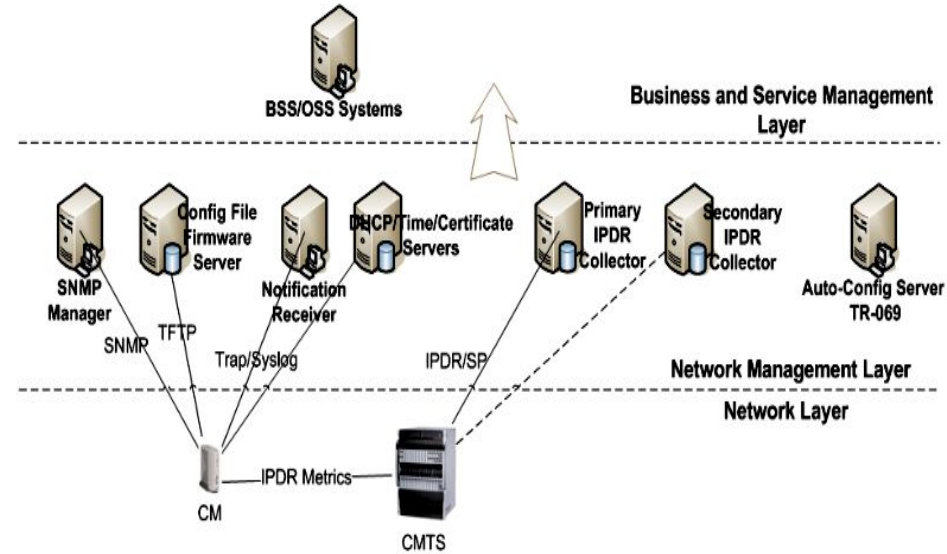 BSS/OSS Systems
Business and Service Management
Layer
Config File
Firmware
Server
DHCP/Time/Certificate
Servers
Primary
IPDR
Collector
Secondary
IPDR
Collector
SNMP
Manager
Notification
Receiver
Auto-Config Server
TR-069
SNMP
TFTP
Trap/Syslog
IPDR/SP
Network Management Layer
Network Layer
IPDR Metrics
CM
CMTS